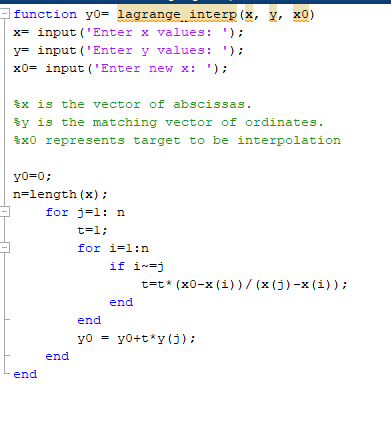 function y0= lagrange_interp(x, y, x0)
x= input('Enter x values: ');
y= input('Enter y values: ');
x0= input('Enter new x: ');
%x is the vector of abscissas.
%y is the matching vector of ordinates.
%x0 represents target to be interpolation
y0=0;
n=length(x);
for j=1: n
t=1;
for i=1:n
if i~=j
t=t*(x0-x(i))/(x(j)-x(i));
end
end
y0 = y0+t*y(j);
end
end